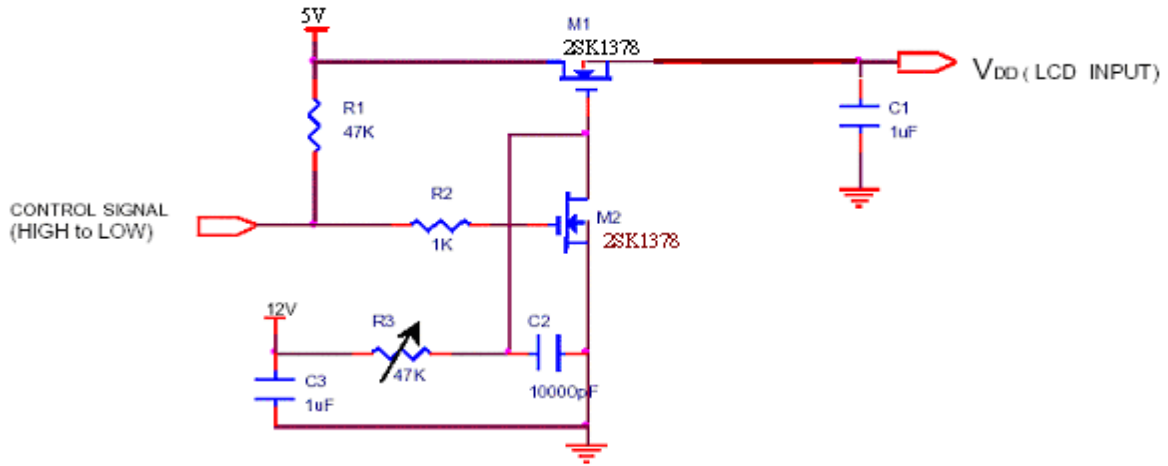 5V
M1
2SK1378
VDD ( LCD INPUT)
R1
47K
C1
1uF
R2
1K
CONTROL SIGNAL
(HIGH to LOW)
M2
2SK1378
12V
R3
47K
C2
10000pF
C3
1uF